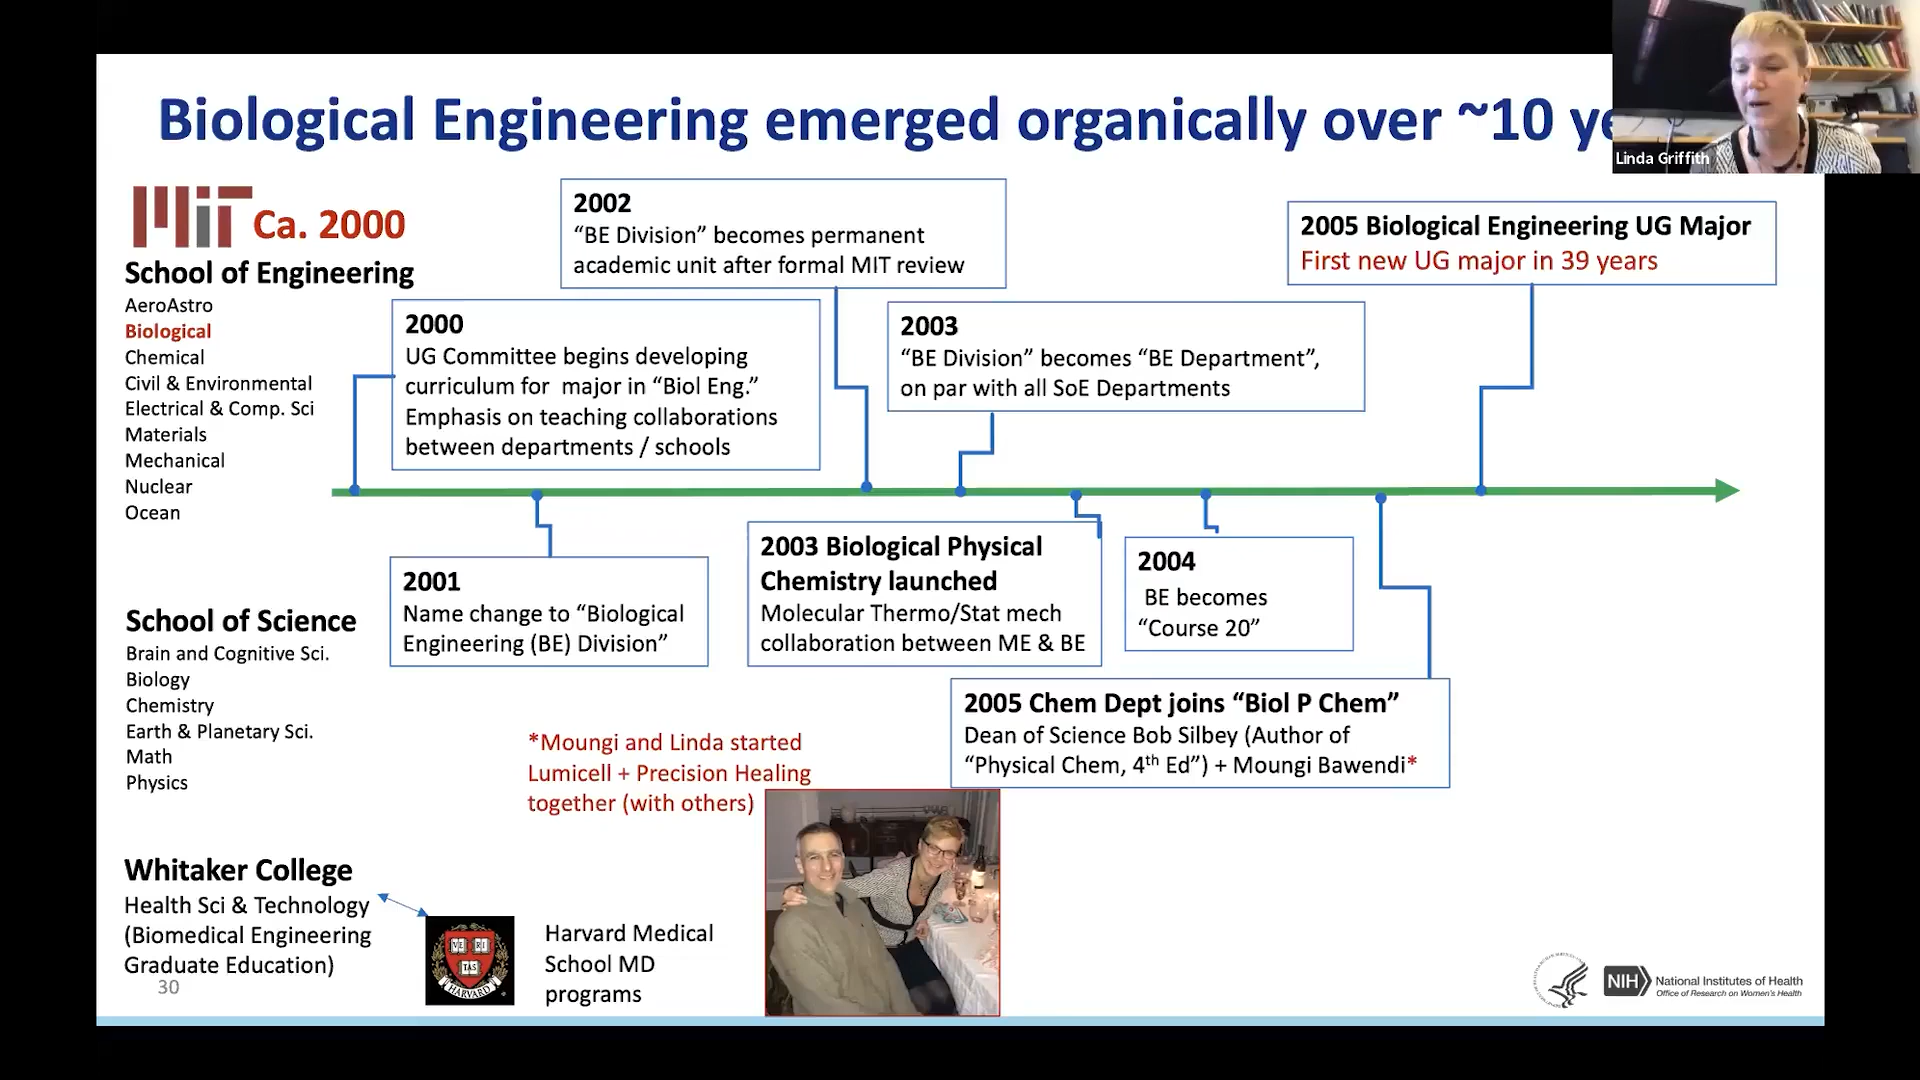 Biological Engineering emerged organically over ~10 ye
Linda Griffith
MIT Ca. 2000
School of Engineering
AeroAstro
Biological
Chemical
Civil & Environmental
Electrical & Comp. Sci
Materials
Mechanical
Nuclear
Ocean
2002
“BE Division” becomes permanent
academic unit after formal MIT review
2005 Biological Engineering UG Major
First new UG major in 39 years
2000
UG Committee begins developing
curriculum for major in “Biol Eng.”
Emphasis on teaching collaborations
between departments / schools
2003
“BE Division” becomes “BE Department”,
on par with all SoE Departments
2001
Name change to “Biological
Engineering (BE) Division”
2003 Biological Physical
Chemistry launched
Molecular Thermo/Stat mech
collaboration between ME & BE
2004
BE becomes
“Course 20”
2005 Chem Dept joins “Biol P Chem”
Dean of Science Bob Silbey (Author of
“Physical Chem, 4th Ed”) + Moungi Bawendi*
School of Science
Brain and Cognitive Sci.
Biology
Chemistry
Earth & Planetary Sci.
Math
Physics
*Moungi and Linda started
Lumicell + Precision Healing
together (with others)
Whitaker College
Health Sci & Technology
(Biomedical Engineering
Graduate Education)
30
VE RI
TAS
HARVARD
Harvard Medical
School MD
programs
NIH National Institutes of Health
Office of Research on Women's Health